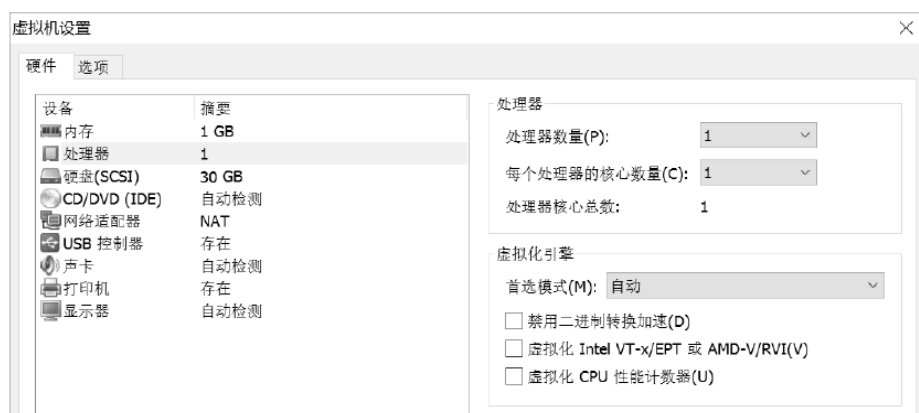 虚拟机设置
硬件 选项
设备 摘要
内存 1 GB
处理器 1
硬盘(SCSI) 30 GB
CD/DVD (IDE) 自动检测
网络适配器 NAT
USB 控制器 存在
声卡 自动检测
打印机 存在
显示器 自动检测
处理器
处理器数量(P): 1
每个处理器的核心数量(C): 1
处理器核心总数: 1
虚拟化引擎
首选模式(M): 自动
禁用二进制转换加速(D)
虚拟化 Intel VT-x/EPT 或 AMD-V/RVI(V)
虚拟化 CPU 性能计数器(U)